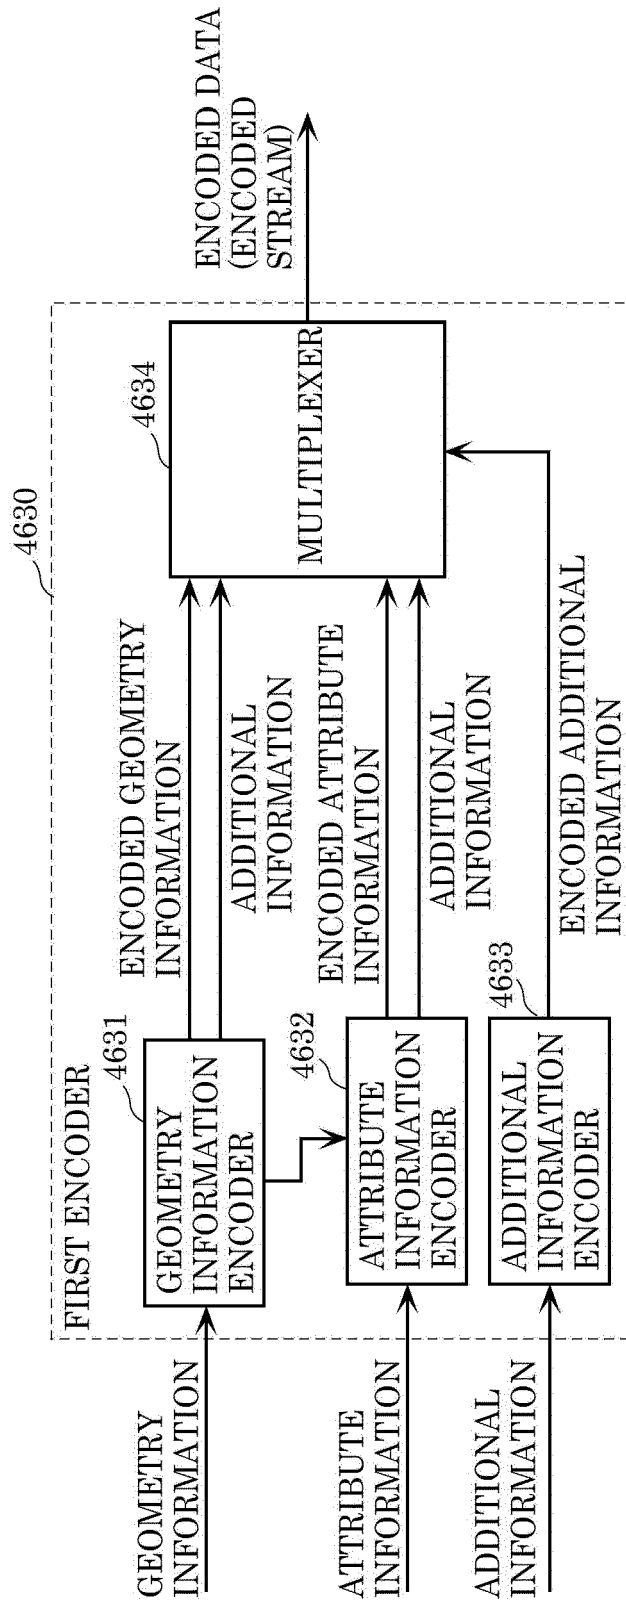 4630
FIRST ENCODER
GEOMETRY
INFORMATION
4631
GEOMETRY
INFORMATION
ENCODER
ENCODED GEOMETRY
INFORMATION
ADDITIONAL
INFORMATION
4634
MULTIPLEXER
ENCODED DATA
(ENCODED
STREAM)
ATTRIBUTE
INFORMATION
4632
ATTRIBUTE
INFORMATION
ENCODER
ENCODED ATTRIBUTE
INFORMATION
ADDITIONAL
INFORMATION
ADDITIONAL
INFORMATION
4633
ADDITIONAL
INFORMATION
ENCODER
ENCODED ADDITIONAL
INFORMATION